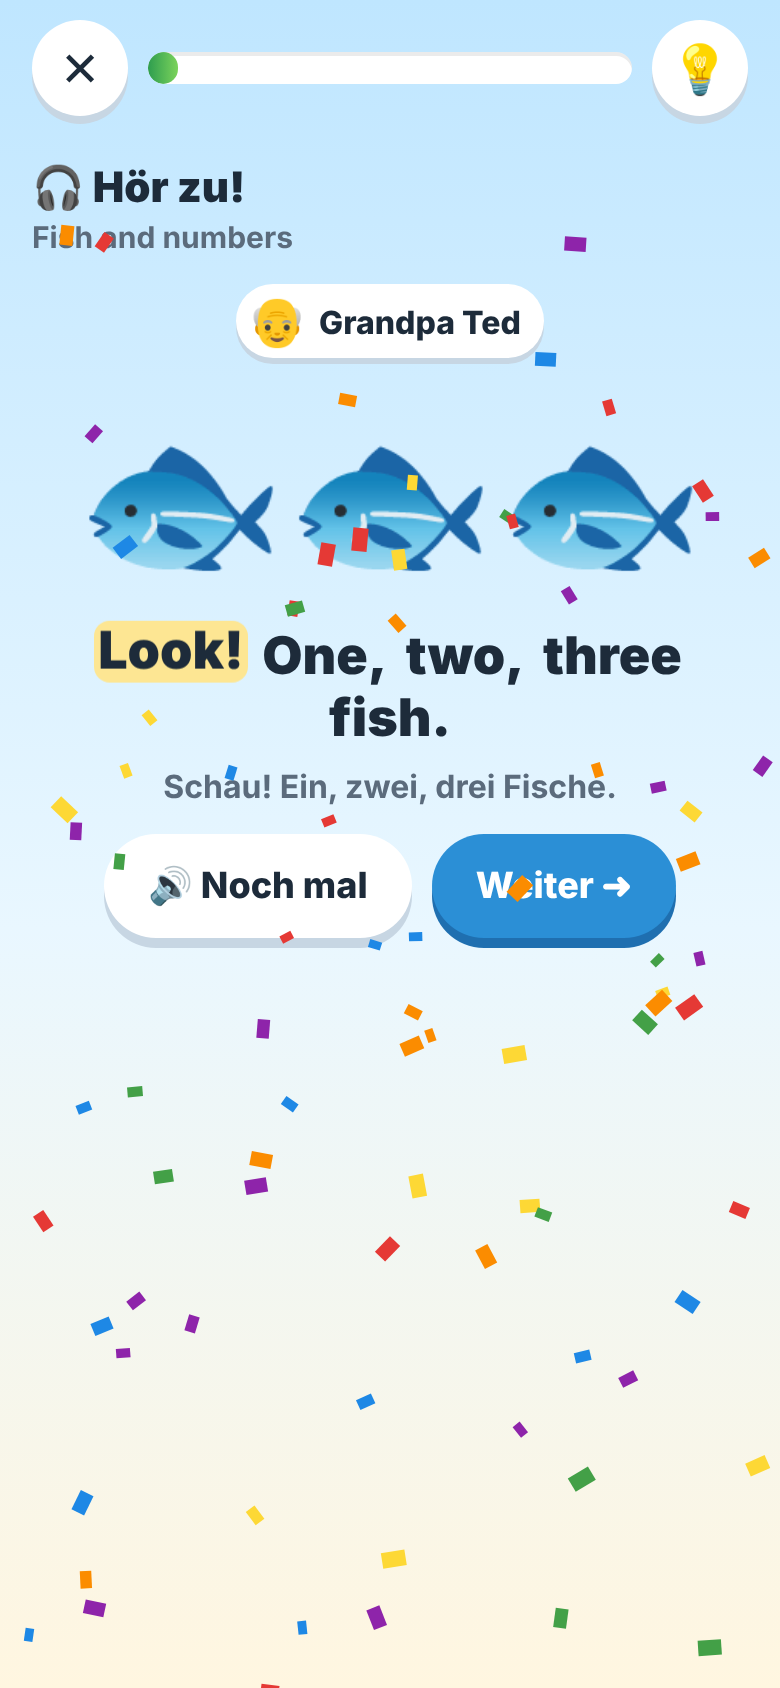 Hör zu!
Fish and numbers
Grandpa Ted
Look! One, two, three
fish.
Schau! Ein, zwei, drei Fische.
Noch mal
Weiter ➜